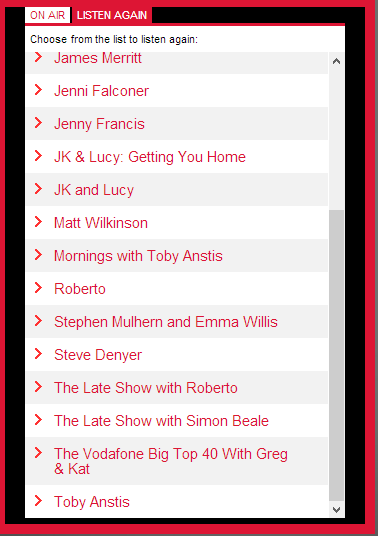 ON AIR LISTEN AGAIN
Choose from the list to listen again:
James Merritt
Jenni Falconer
Jenny Francis
JK & Lucy: Getting You Home
JK and Lucy
Matt Wilkinson
Mornings with Toby Anstis
Roberto
Stephen Mulhern and Emma Willis
Steve Denyer
The Late Show with Roberto
The Late Show with Simon Beale
The Vodafone Big Top 40 With Greg
& Kat
Toby Anstis